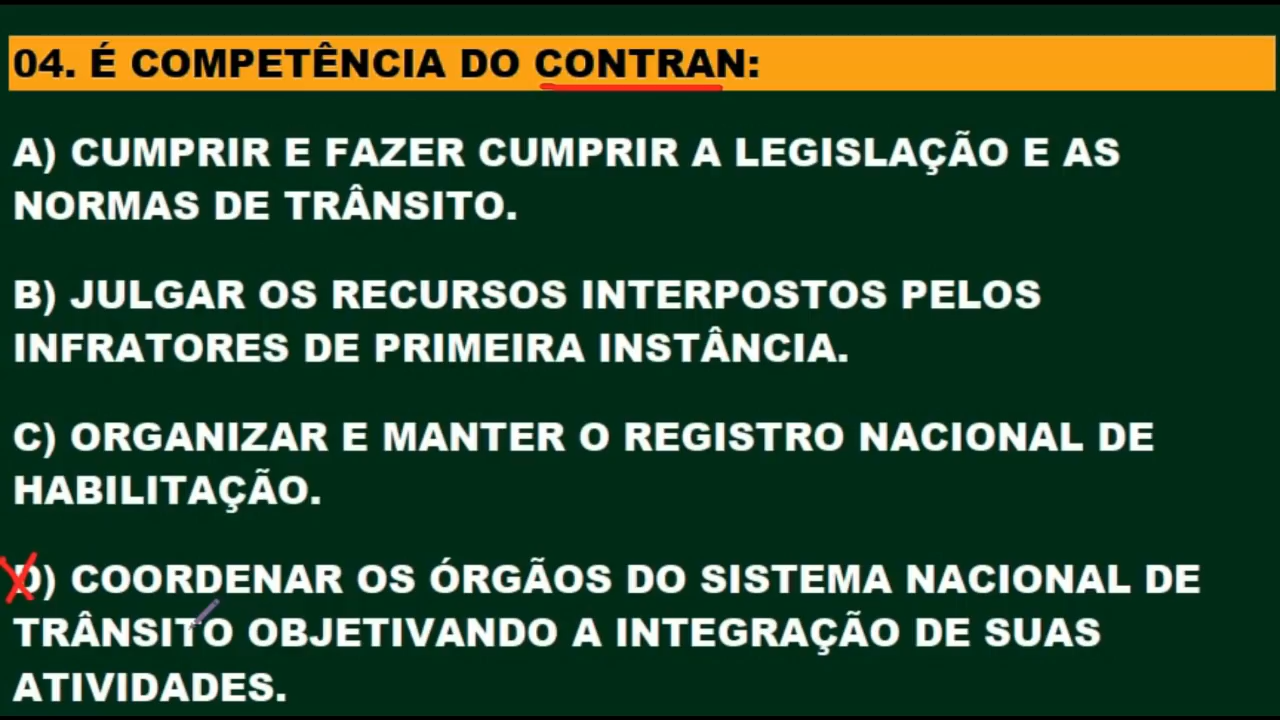 04. É COMPETÊNCIA DO CONTRAN:
A) CUMPRIR E FAZER CUMPRIR A LEGISLAÇÃO E AS
NORMAS DE TRÂNSITO.
B) JULGAR OS RECURSOS INTERPOSTOS PELOS
INFRATORES DE PRIMEIRA INSTÂNCIA.
C) ORGANIZAR E MANTER O REGISTRO NACIONAL DE
HABILITAÇÃO.
D) COORDENAR OS ÓRGÃOS DO SISTEMA NACIONAL DE
TRÂNSITO OBJETIVANDO A INTEGRAÇÃO DE SUAS
ATIVIDADES.